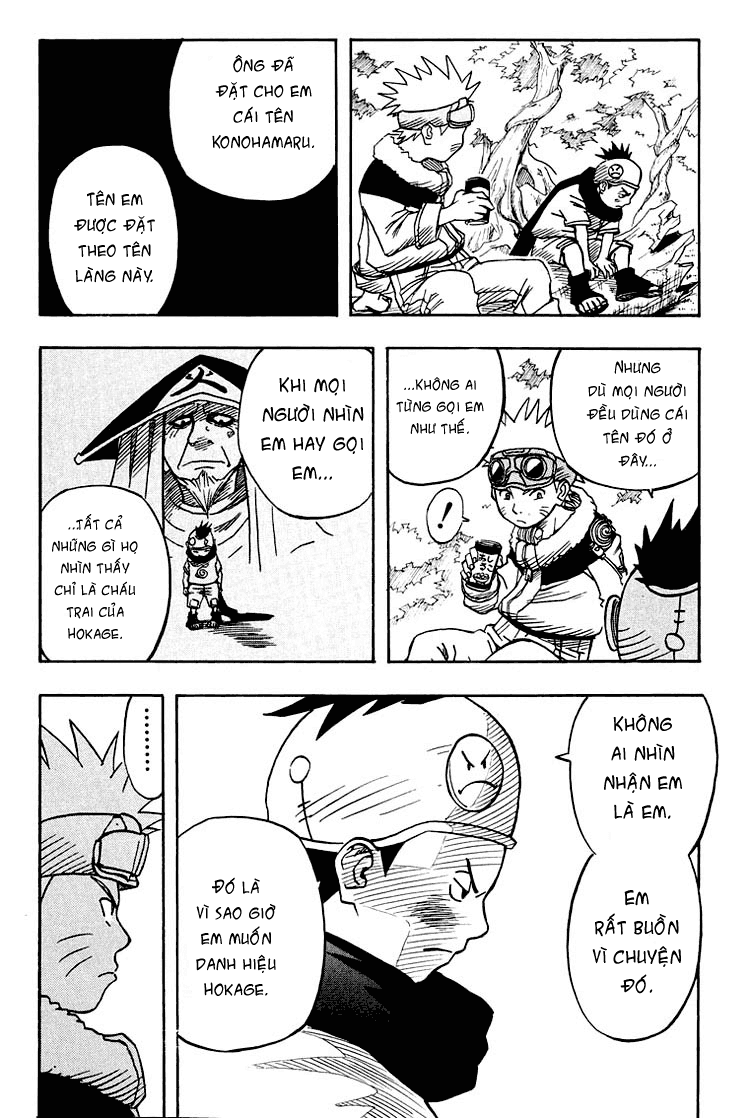 ÔNG ĐÃ
ĐẶT CHO EM
CÁI TÊN
KONOHAMARU.
TÊN EM
ĐƯỢC ĐẶT
THEO TÊN
LÀNG NÀY.
NHƯNG
DÙ MỌI NGƯỜI
ĐỀU DÙNG CÁI
TÊN ĐÓ Ở
ĐÂY...
...KHÔNG AI
TỪNG GỌI EM
NHƯ THẾ.
!
KHI MỌI
NGƯỜI NHÌN
EM HAY GỌI
EM...
火
..TẤT CẢ
NHỮNG GÌ HỌ
NHÌN THẤY
CHỈ LÀ CHÁU
TRAI CỦA
HOKAGE.
KHÔNG
AI NHÌN
NHẬN EM
LÀ EM.
EM
RẤT BUỒN
VÌ CHUYỆN
ĐÓ.
ĐÓ LÀ
VÌ SAO GIỜ
EM MUỐN
DANH HIỆU
HOKAGE.
........